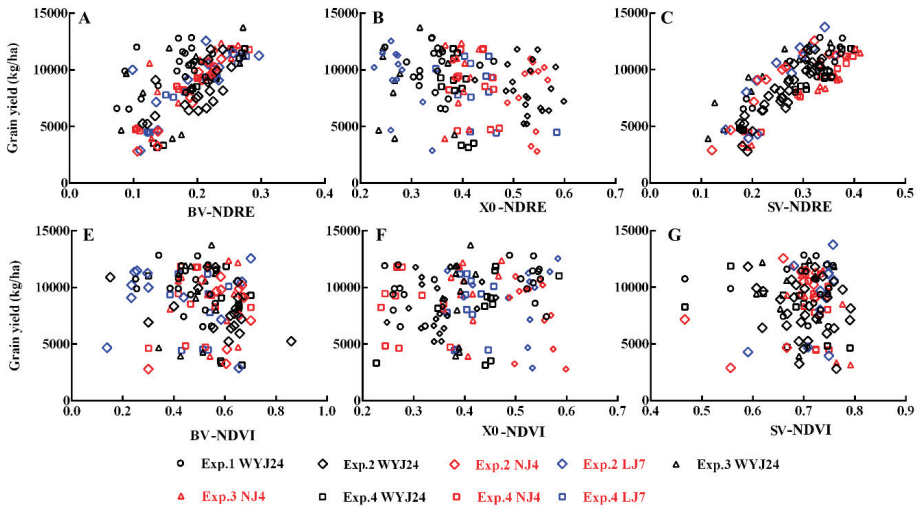 A
B
C
Grain yield (kg/ha)
15000
10000
5000
0
0.0 0.1 0.2 0.3 0.4
BV-NDRE
15000
10000
5000
0
0.2 0.3 0.4 0.5 0.6 0.7
X0-NDRE
15000
10000
5000
0
0.0 0.1 0.2 0.3 0.4 0.5
SV-NDRE
E
F
G
Grain yield (kg/ha)
15000
10000
5000
0
0.0 0.2 0.4 0.6 0.8 1.0
BV-NDVI
15000
10000
5000
0
0.2 0.3 0.4 0.5 0.6 0.7
X0-NDVI
15000
10000
5000
0
0.4 0.5 0.6 0.7 0.8 0.9
SV-NDVI
Exp.1 WYJ24 Exp.2 WYJ24 Exp.2 NJ4 Exp.2 LJ7 Exp.3 WYJ24
Exp.3 NJ4 Exp.4 WYJ24 Exp.4 NJ4 Exp.4 LJ7